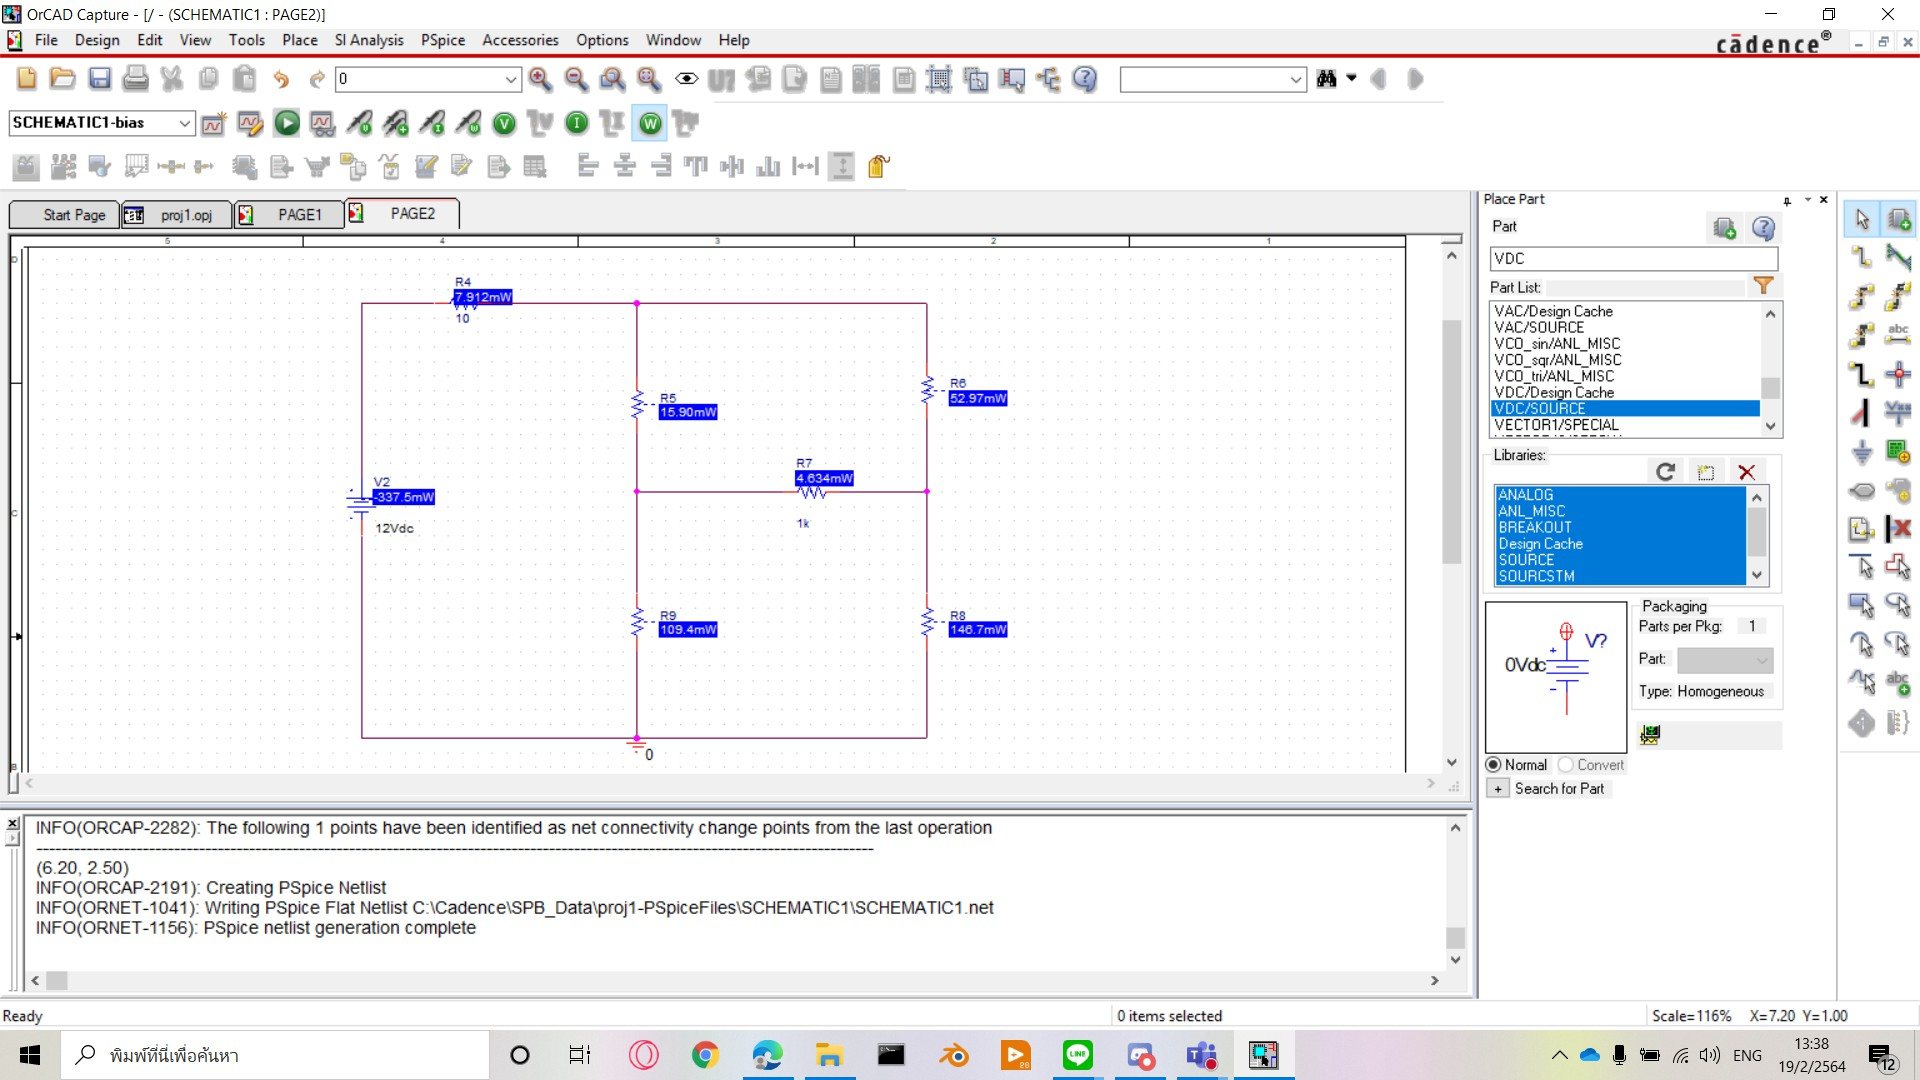 OrCAD Capture - [/ - (SCHEMATIC1 : PAGE2)]
File Design Edit View Tools Place SI Analysis PSpice Accessories Options Window Help
cādence®
0
U?
SCHEMATIC1-bias
V I W
Start Page proj1.opj PAGE1 PAGE2
5 4 3 2 1
D
R4
7.912mW
10
R5
15.90mW
R6
52.97mW
R7
4.634mW
1k
V2
-337.5mW
12Vdc
C
R9
109.4mW
R8
146.7mW
0
B
Place Part
Part
VDC
Part List:
VAC/Design Cache
VAC/SOURCE
VCO_sin/ANL_MISC
VCO_sqr/ANL_MISC
VCO_tri/ANL_MISC
VDC/Design Cache
VDC/SOURCE
VECTOR1/SPECIAL
Libraries:
ANALOG
ANL_MISC
BREAKOUT
Design Cache
SOURCE
SOURCSTM
V?
0Vdc
Packaging
Parts per Pkg: 1
Part:
Type: Homogeneous
Normal Convert
+ Search for Part
INFO(ORCAP-2282): The following 1 points have been identified as net connectivity change points from the last operation
(6.20, 2.50)
INFO(ORCAP-2191): Creating PSpice Netlist
INFO(ORNET-1041): Writing PSpice Flat Netlist C:\Cadence\SPB_Data\proj1-PSpiceFiles\SCHEMATIC1\SCHEMATIC1.net
INFO(ORNET-1156): PSpice netlist generation complete
Ready
0 items selected
Scale=116% X=7.20 Y=1.00
พิมพ์ที่นี่เพื่อค้นหา
LINE
ENG
13:38
19/2/2564
12